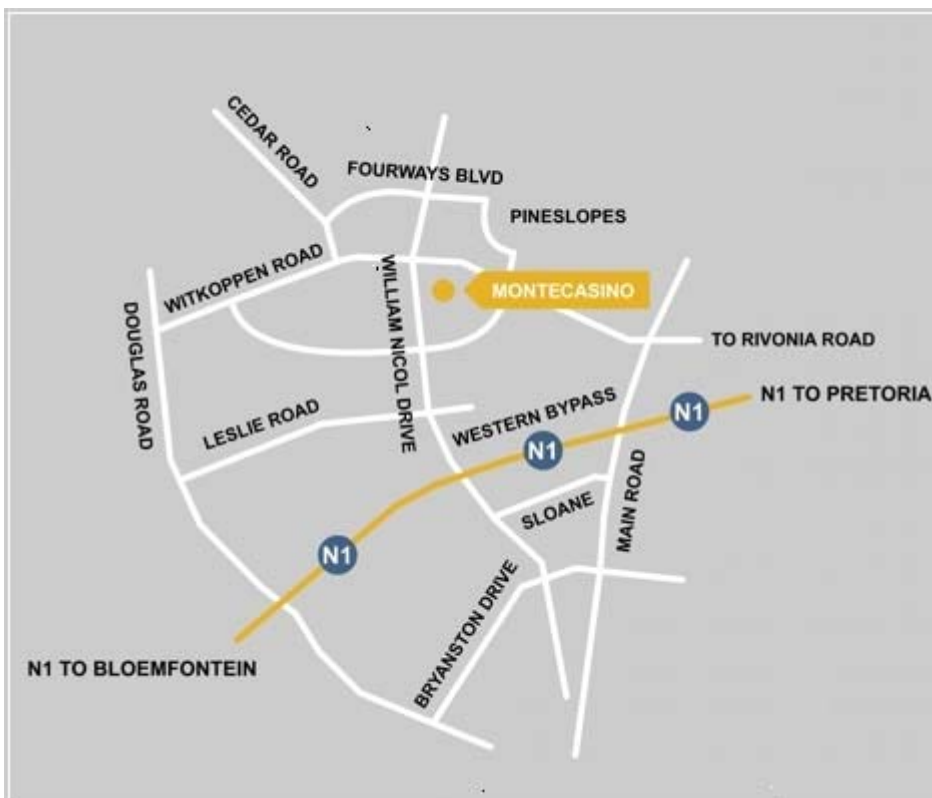 CEDAR ROAD
FOURWAYS BLVD
PINESLOPES
WITKOPPEN ROAD
WILLIAM NICOL DRIVE
MONTECASINO
DOUGLAS ROAD
TO RIVONIA ROAD
N1 TO PRETORIA
LESLIE ROAD
WESTERN BYPASS
N1
N1
SLOANE
MAIN ROAD
N1
BRYANSTON DRIVE
N1 TO BLOEMFONTEIN